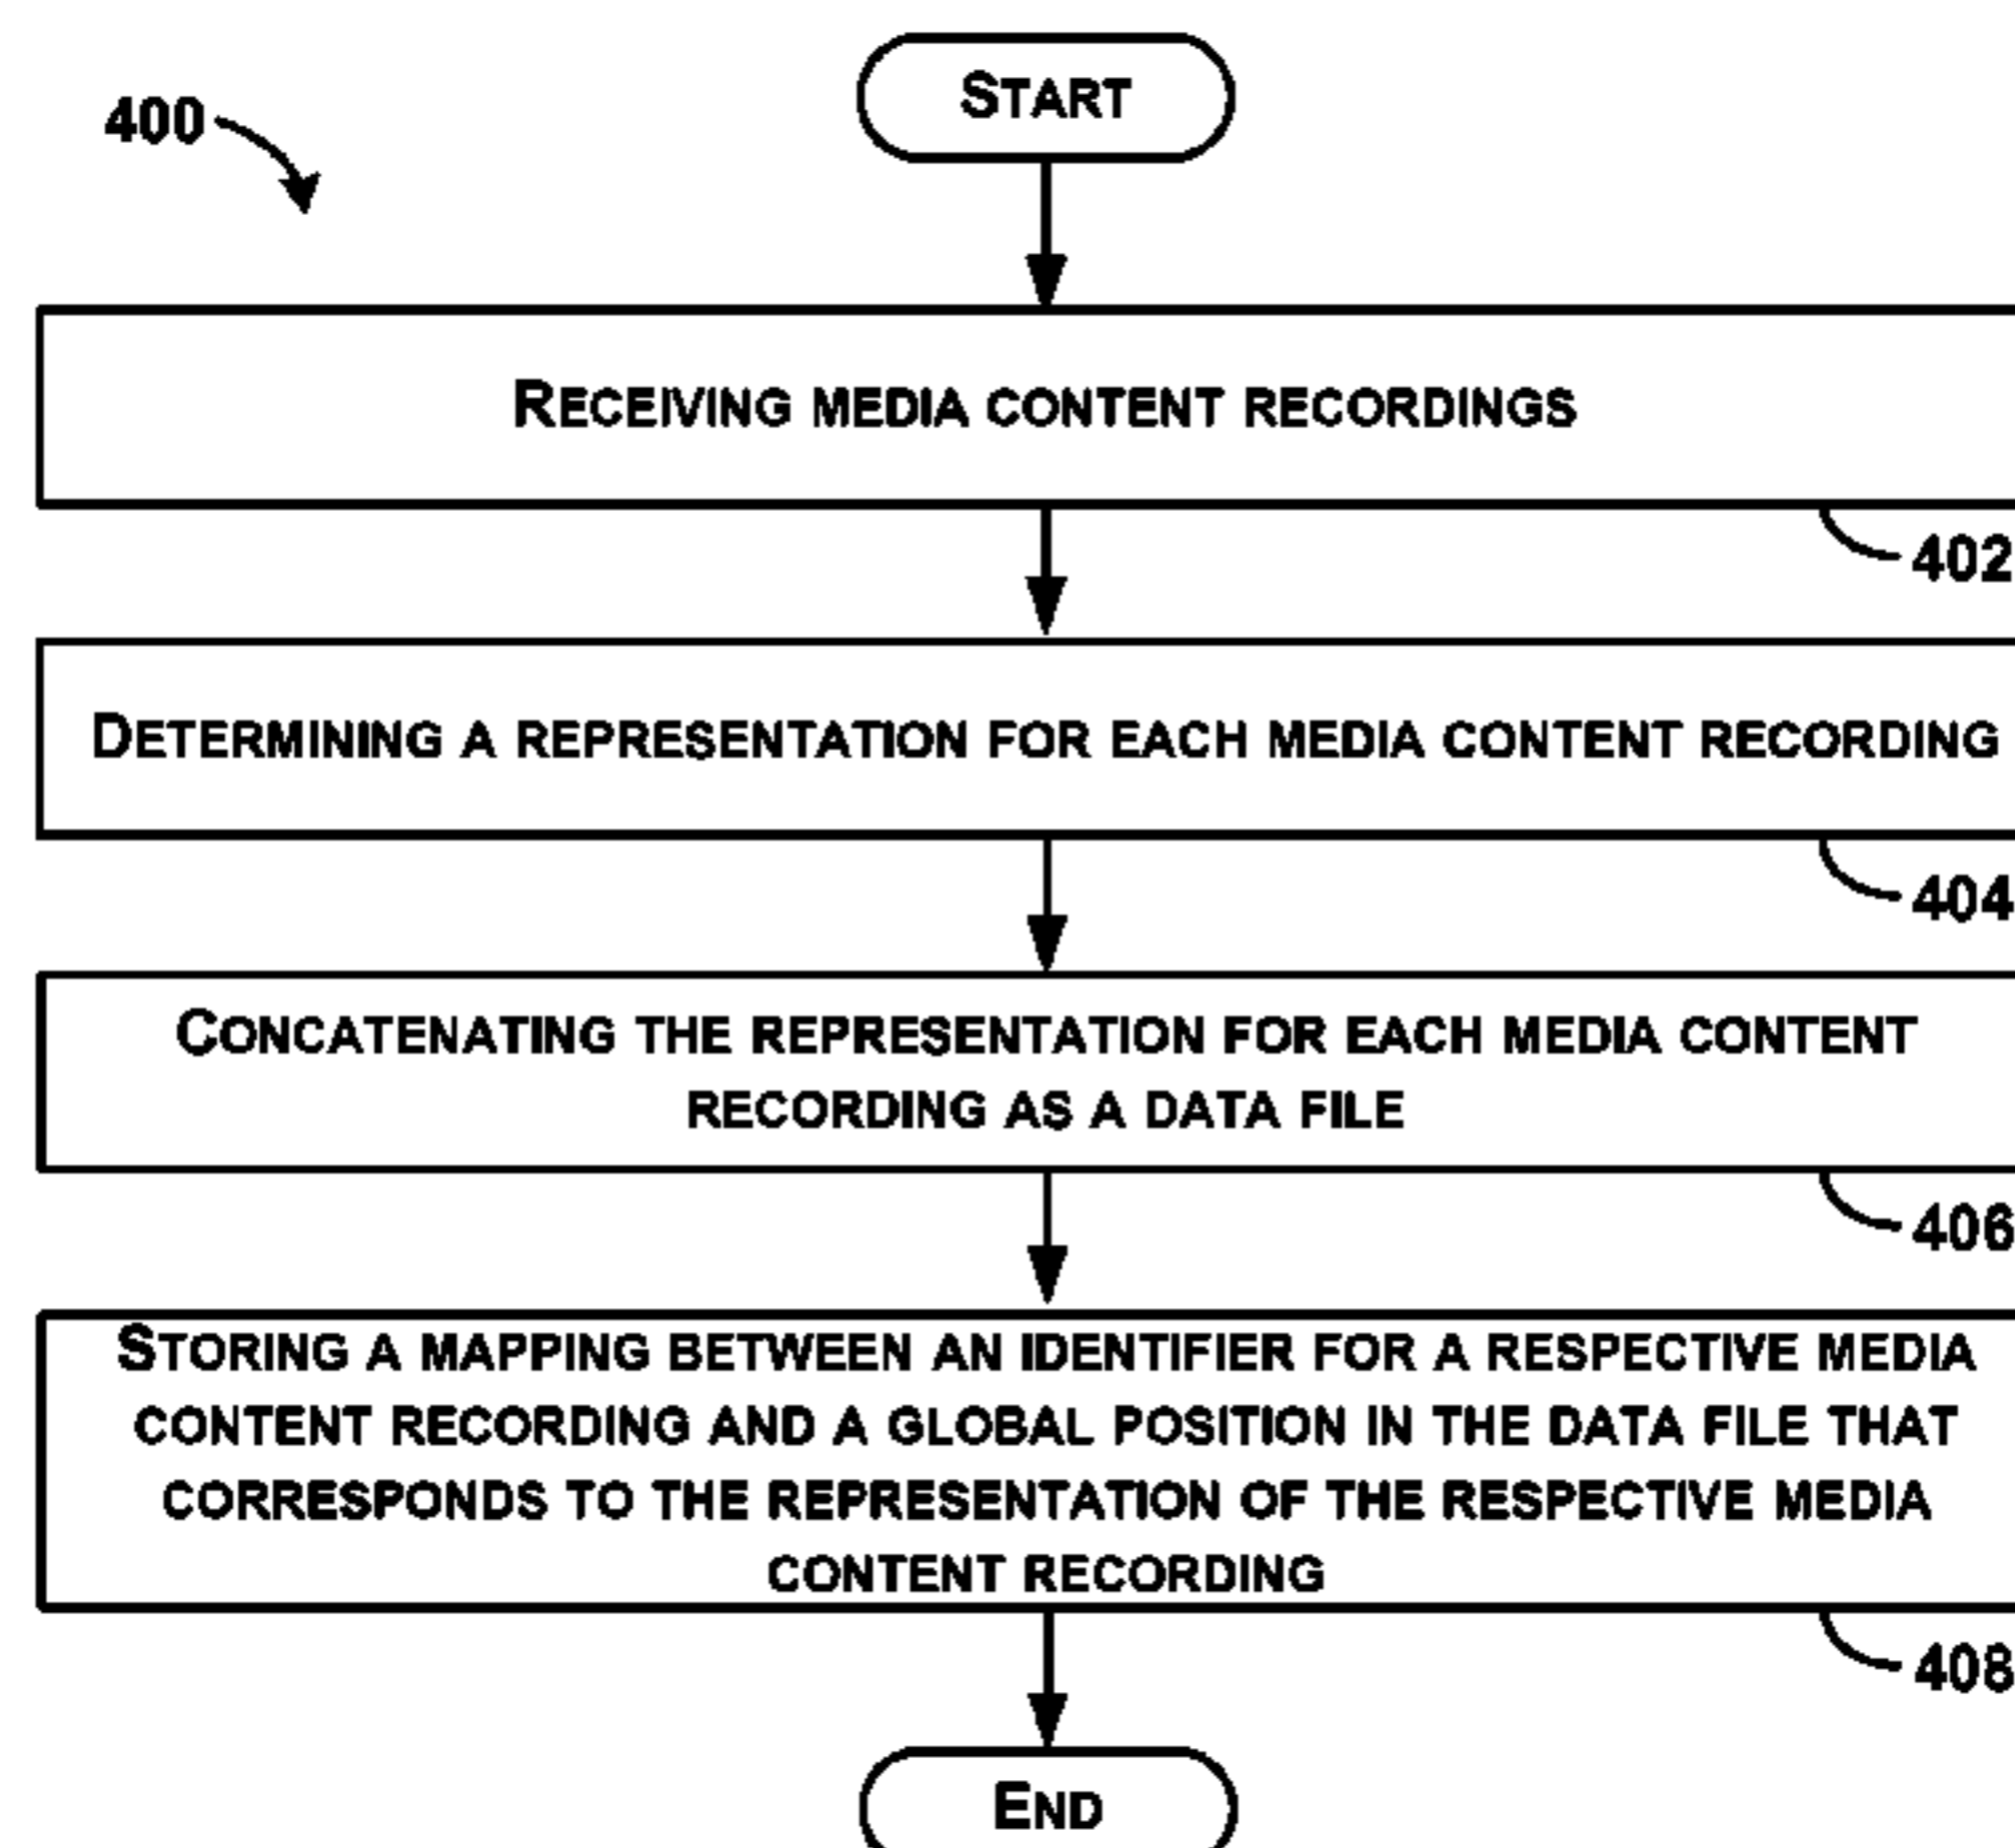 START
400
RECEIVING MEDIA CONTENT RECORDINGS
402
DETERMINING A REPRESENTATION FOR EACH MEDIA CONTENT RECORDING
404
CONCATENATING THE REPRESENTATION FOR EACH MEDIA CONTENT
RECORDING AS A DATA FILE
406
STORING A MAPPING BETWEEN AN IDENTIFIER FOR A RESPECTIVE MEDIA
CONTENT RECORDING AND A GLOBAL POSITION IN THE DATA FILE THAT
CORRESPONDS TO THE REPRESENTATION OF THE RESPECTIVE MEDIA
CONTENT RECORDING
408
END